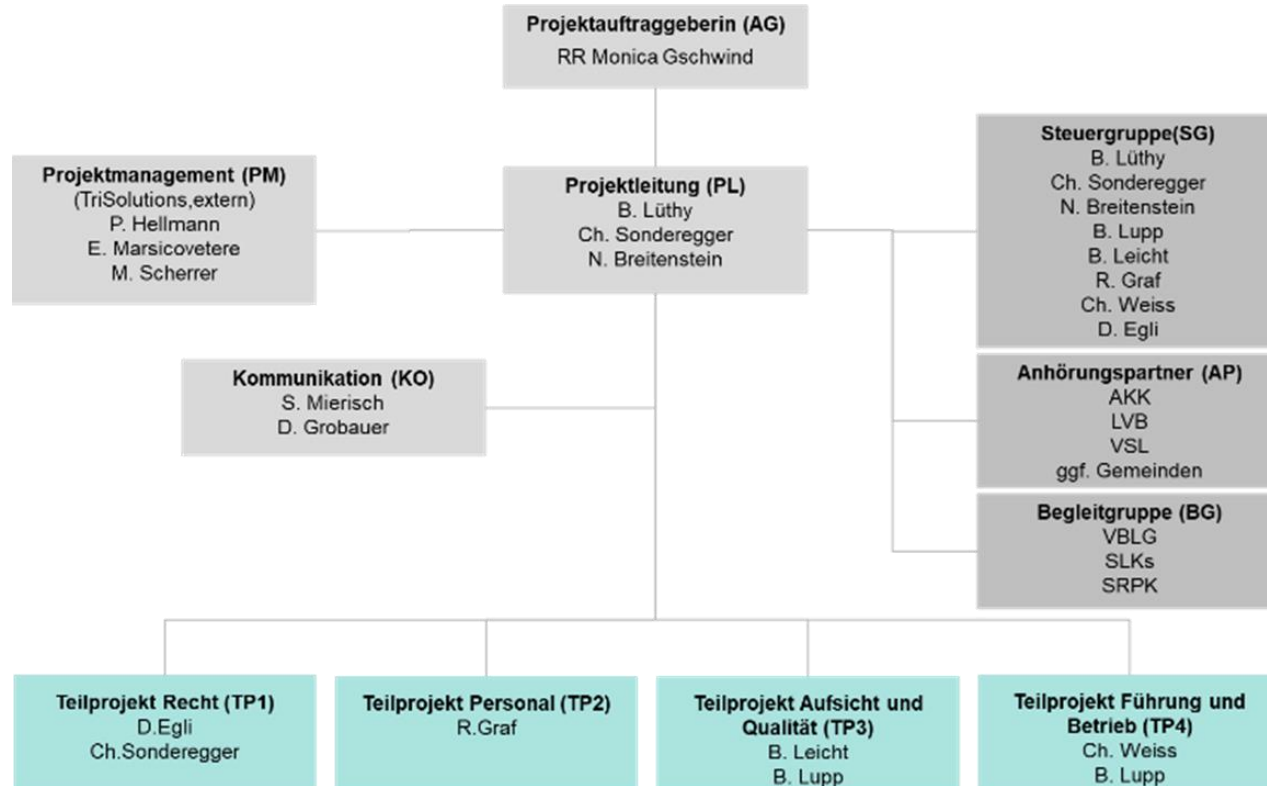 Projektauftraggeberin (AG)
RR Monica Gschwind
Projektmanagement (PM)
(TriSolutions,extern)
P. Hellmann
E. Marsicovetere
M. Scherrer
Projektleitung (PL)
B. Lüthy
Ch. Sonderegger
N. Breitenstein
Steuergruppe(SG)
B. Lüthy
Ch. Sonderegger
N. Breitenstein
B. Lupp
B. Leicht
R. Graf
Ch. Weiss
D. Egli
Kommunikation (KO)
S. Mierisch
D. Grobauer
Anhörungspartner (AP)
AKK
LVB
VSL
ggf. Gemeinden
Begleitgruppe (BG)
VBLG
SLKs
SRPK
Teilprojekt Recht (TP1)
D.Egli
Ch.Sonderegger
Teilprojekt Personal (TP2)
R.Graf
Teilprojekt Aufsicht und
Qualität (TP3)
B. Leicht
B. Lupp
Teilprojekt Führung und
Betrieb (TP4)
Ch. Weiss
B. Lupp